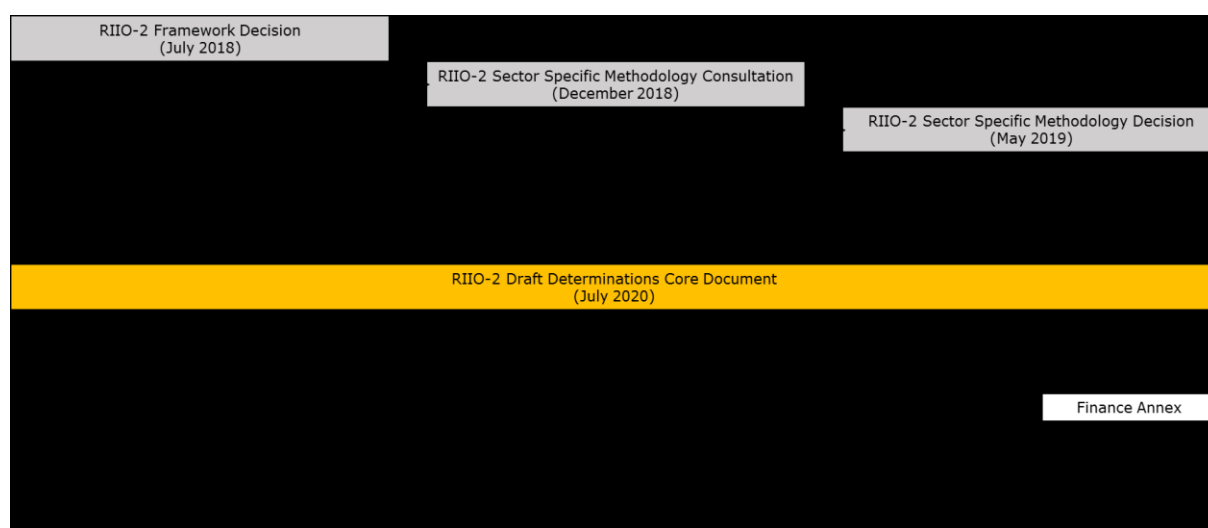 RIIO-2 Framework Decision
(July 2018)
RIIO-2 Sector Specific Methodology Consultation
(December 2018)
RIIO-2 Sector Specific Methodology Decision
(May 2019)
RIIO-2 Draft Determinations Core Document
(July 2020)
Finance Annex